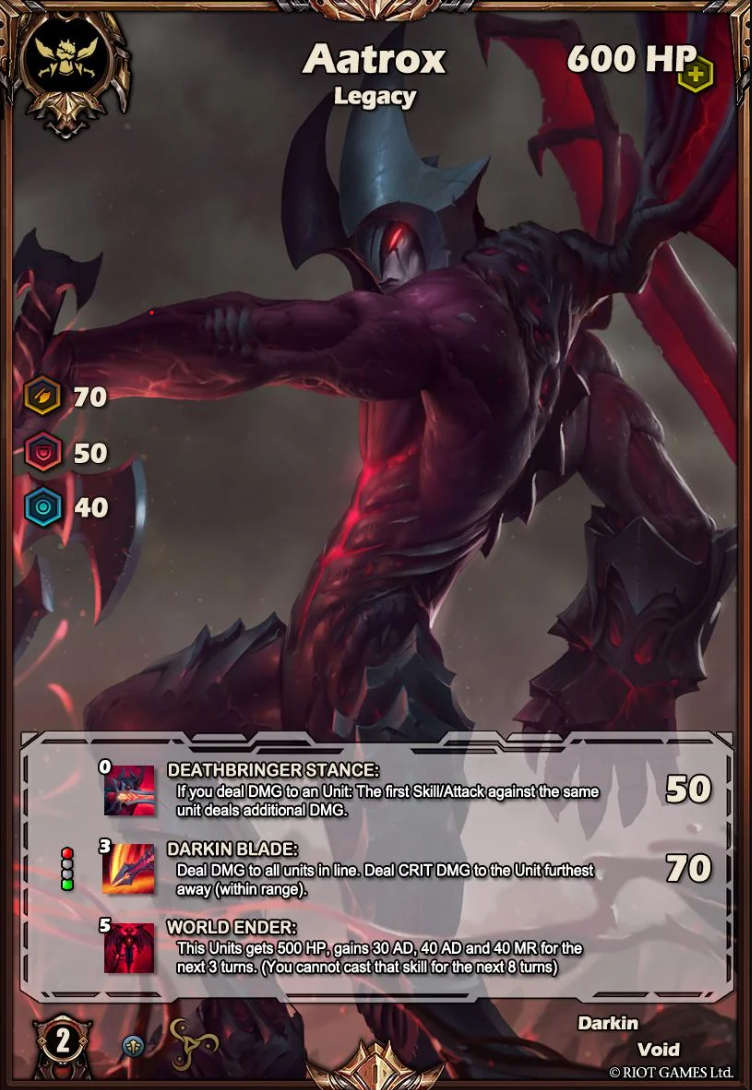 Aatrox
600 HP
Legacy
70
50
40
0
DEATHBRINGER STANCE:
If you deal DMG to an Unit: The first Skill/Attack against the same
unit deals additional DMG.
50
3
DARKIN BLADE:
Deal DMG to all units in line. Deal CRIT DMG to the Unit furthest
away (within range).
70
5
WORLD ENDER:
This Units gets 500 HP, gains 30 AD, 40 AD and 40 MR for the
next 3 turns. (You cannot cast that skill for the next 8 turns)
2
Darkin
Void
© RIOT GAMES Ltd.